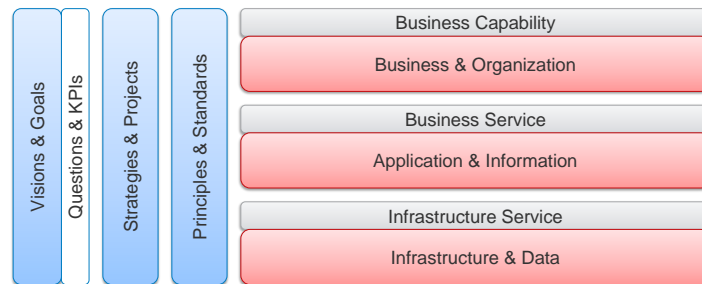 Visions & Goals
Questions & KPIs
Strategies & Projects
Principles & Standards
Business Capability
Business & Organization
Business Service
Application & Information
Infrastructure Service
Infrastructure & Data